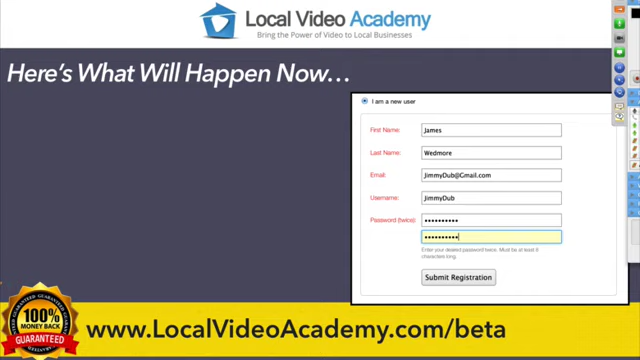 Local Video Academy
Bring the Power of Video to Local Businesses
Here's What Will Happen Now...
I am a new user
First Name:
James
Last Name:
Wedmore
Email:
JimmyDub@Gmail.com
Username:
JimmyDub
Password (twice):
••••••••••
••••••••••
Enter your desired password twice. Must be at least 6
characters long.
Submit Registration
100%
MONEY BACK
GUARANTEED
www.LocalVideoAcademy.com/beta